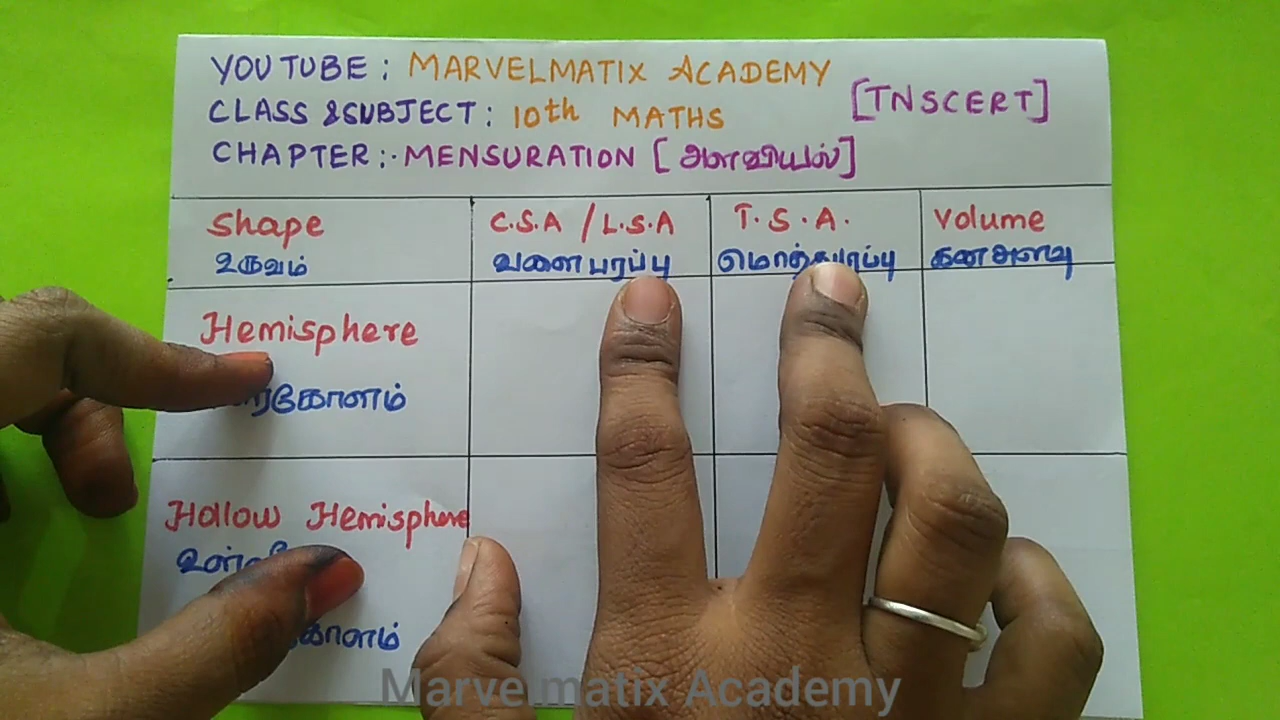 YOUTUBE : MARVELMATIX ACADEMY
CLASS & SUBJECT : 10th MATHS [TNSCERT]
CHAPTER :- MENSURATION [அளவியல்]
Shape C.S.A / L.S.A T.S.A. Volume
உருவம் வளைபரப்பு மொத்தபரப்பு கனஅளவு
Hemisphere
Hollow Hemisphere
Marvelmatix Academy